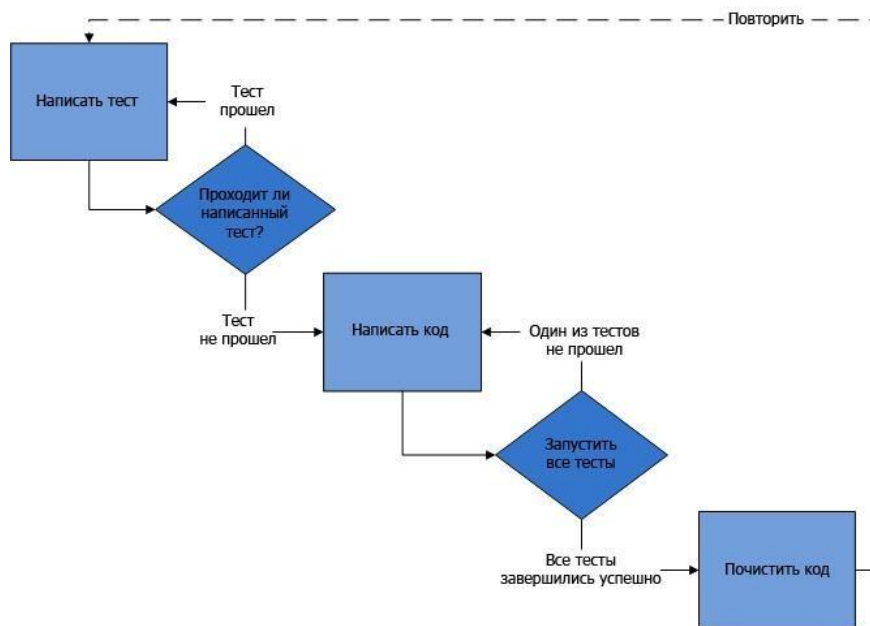 Повторить
Написать тест
Тест
прошел
Проходит ли
написанный
тест?
Тест
не прошел
Написать код
Один из тестов
не прошел
Запустить
все тесты
Все тесты
завершились успешно
Почистить код